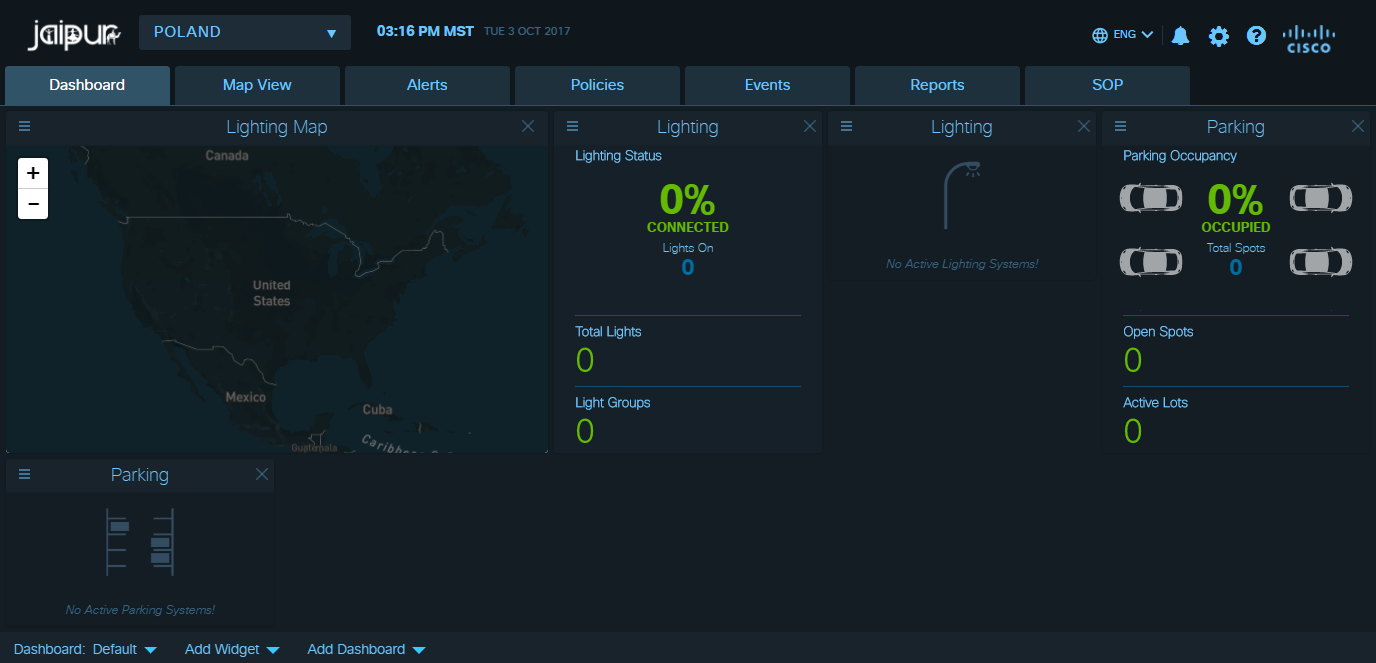 jaipur
POLAND
03:16 PM MST TUE 3 OCT 2017
ENG
?
CISCO
Dashboard
Map View
Alerts
Policies
Events
Reports
SOP
Lighting Map
+
−
Canada
United
States
Mexico
Cuba
Guatemala
Lighting
Lighting Status
0%
CONNECTED
Lights On
0
Total Lights
0
Light Groups
0
Lighting
No Active Lighting Systems!
Parking
Parking Occupancy
0%
OCCUPIED
Total Spots
0
Open Spots
0
Active Lots
0
Parking
No Active Parking Systems!
Dashboard: Default
Add Widget
Add Dashboard